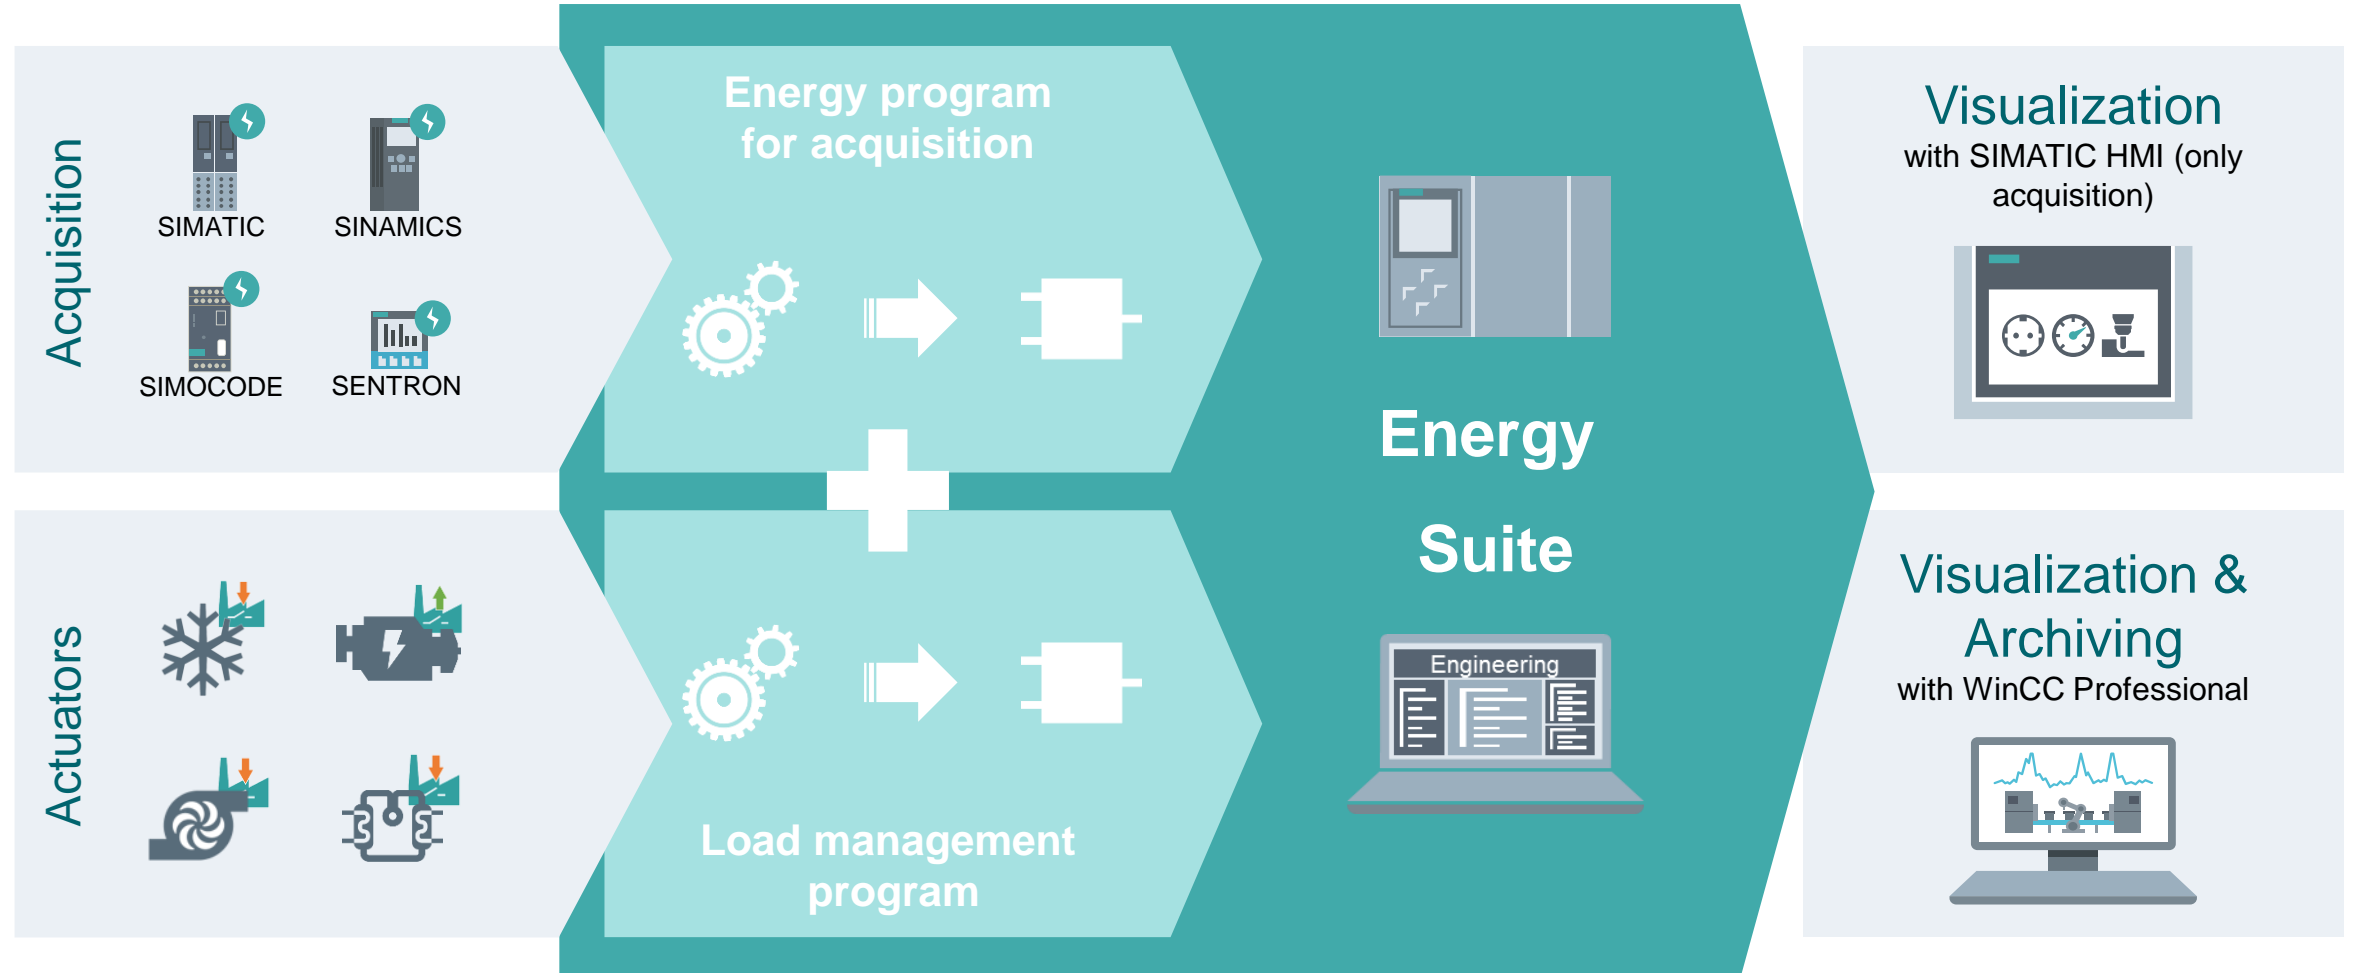 Acquisition
SIMATIC
SINAMICS
SIMOCODE
SENTRON
Energy program
for acquisition
Actuators
Load management
program
Energy
Suite
Engineering
Visualization
with SIMATIC HMI (only
acquisition)
Visualization &
Archiving
with WinCC Professional